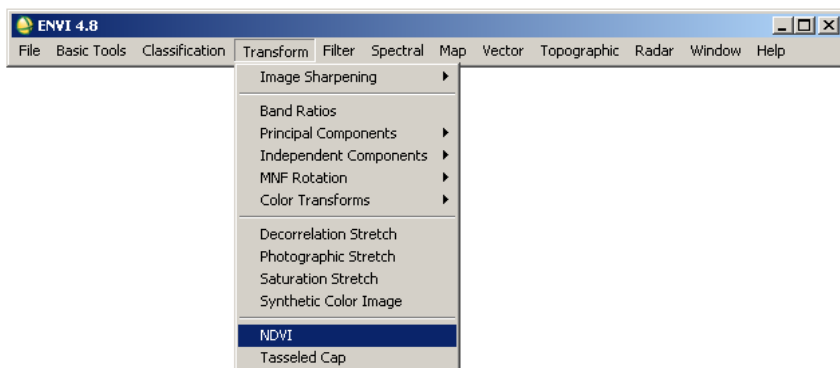 ENVI 4.8
File Basic Tools Classification Transform Filter Spectral Map Vector Topographic Radar Window Help
Image Sharpening
Band Ratios
Principal Components
Independent Components
MNF Rotation
Color Transforms
Decorrelation Stretch
Photographic Stretch
Saturation Stretch
Synthetic Color Image
NDVI
Tasseled Cap